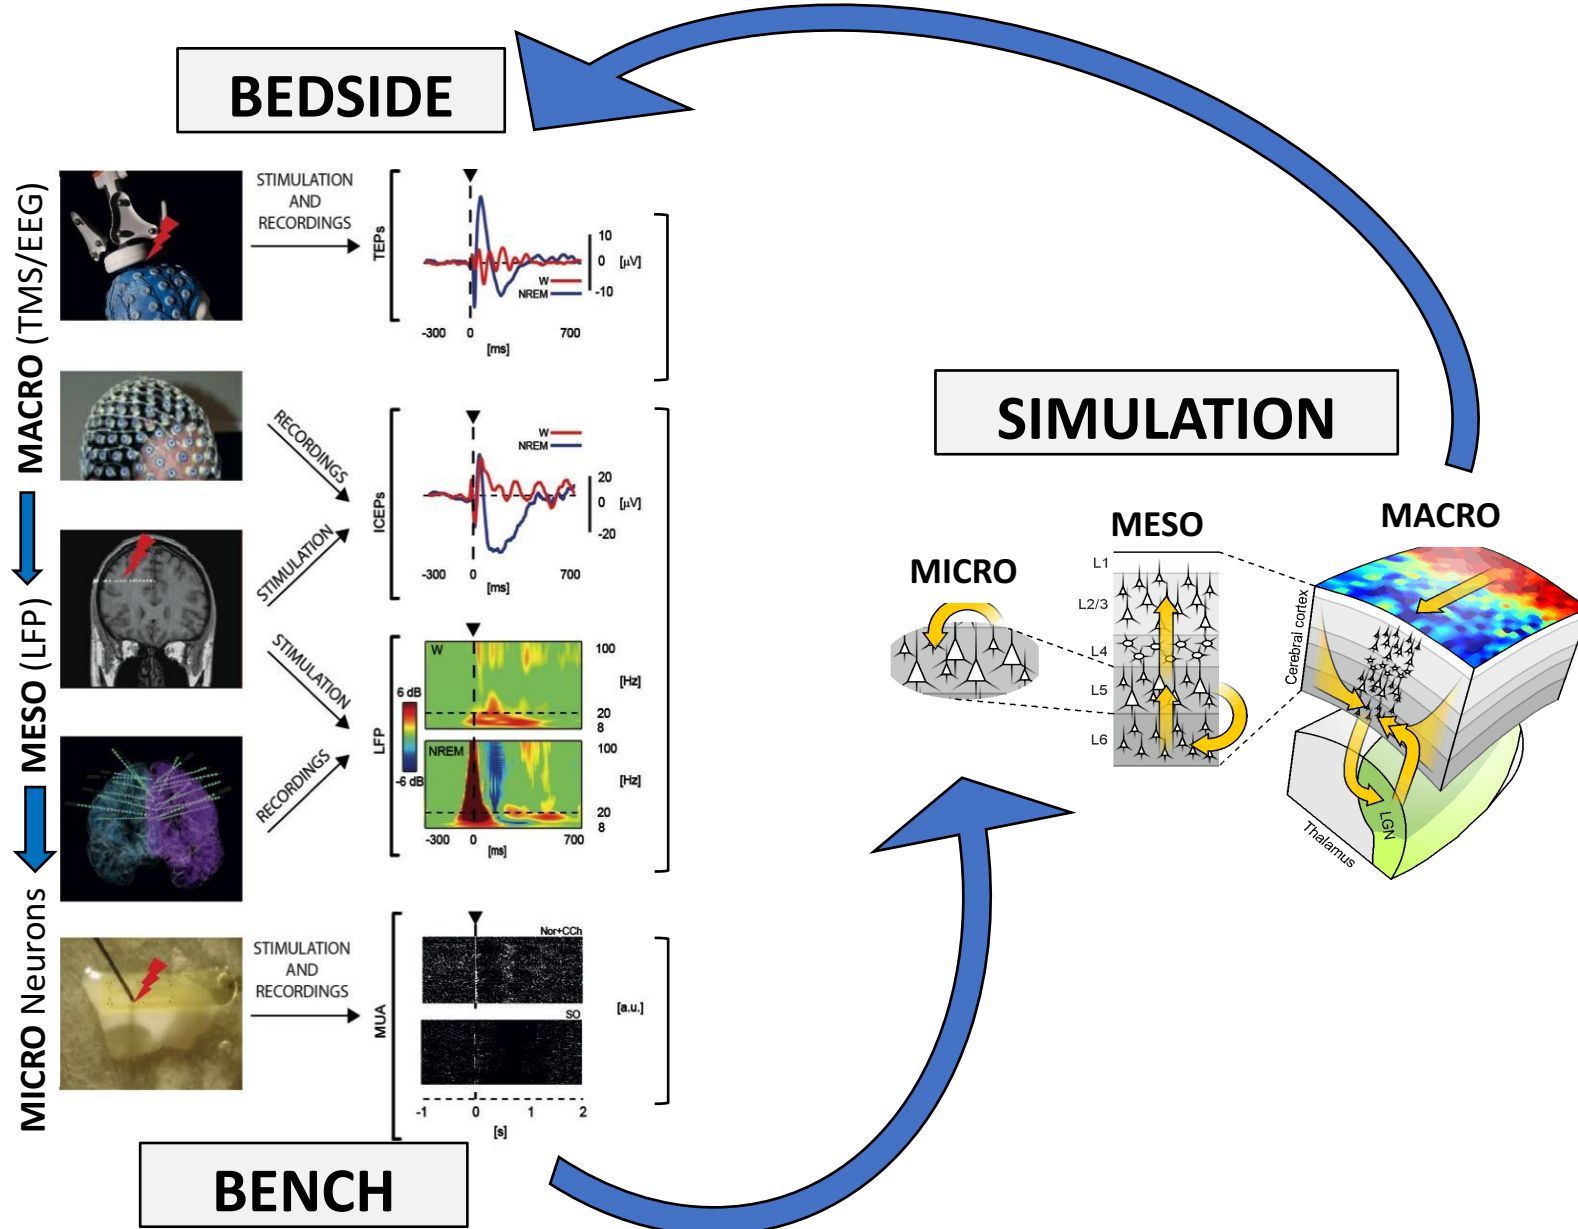 BEDSIDE
MACRO (TMS/EEG)
MESO (LFP)
MICRO Neurons
STIMULATION
AND
RECORDINGS
TEPs
10
0
-10
[µV]
W
NREM
-300
0
700
[ms]
RECORDINGS
STIMULATION
ICEPs
W
NREM
20
0
-20
[µV]
-300
0
700
[ms]
STIMULATION
RECORDINGS
LFP
6 dB
-6 dB
W
100
[Hz]
20
8
NREM
100
[Hz]
20
8
-300
0
700
[ms]
STIMULATION
AND
RECORDINGS
MUA
Nor+CCh
SO
[a.u.]
-1
0
1
2
[s]
BENCH
SIMULATION
MICRO
MESO
L1
L2/3
L4
L5
L6
MACRO
Cerebral cortex
LGN
Thalamus